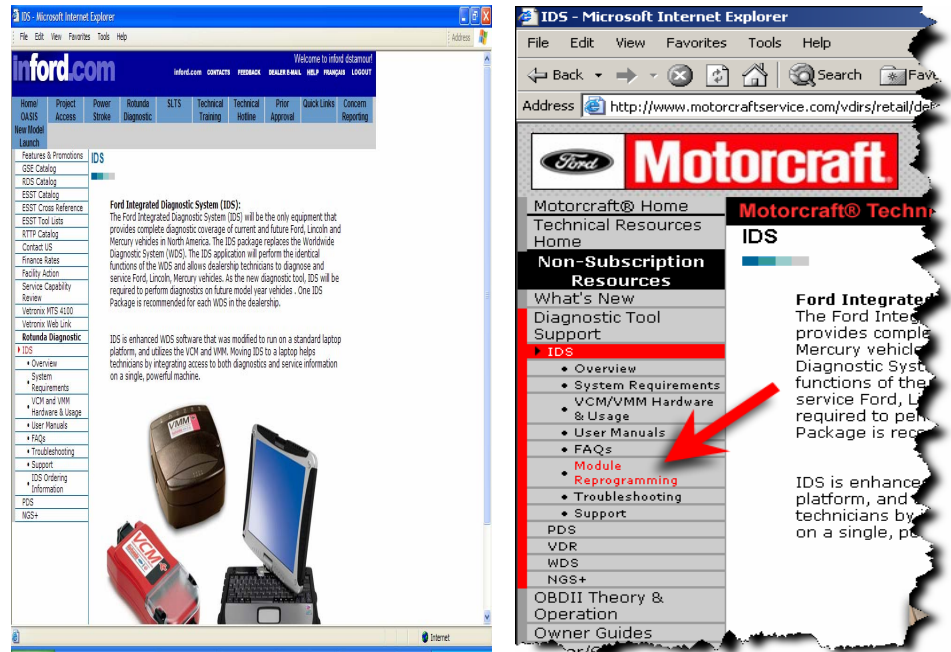 IDS - Microsoft Internet Explorer
File Edit View Favorites Tools Help
Address
inford.com
Welcome to inford dstamour!
inford.com CONTACTS FEEDBACK DEALER E-MAIL HELP FRANÇAIS LOGOUT
Home/ OASIS
Project Access
Power Stroke
Rotunda Diagnostic
SLTS
Technical Training
Technical Hotline
Prior Approval
Quick Links
Concern Reporting
New Model Launch
Features & Promotions
GSE Catalog
RDS Catalog
ESST Catalog
ESST Cross Reference
ESST Tool Lists
RTTP Catalog
Contact US
Finance Rates
Facility Action
Service Capability
Review
Vetronix MTS 4100
Vetronix Web Link
Rotunda Diagnostic
IDS
• Overview
• System
Requirements
• VCM and VMM
Hardware & Usage
• User Manuals
• FAQs
• Troubleshooting
• Support
• IDS Ordering
Information
PDS
NGS+
IDS
Ford Integrated Diagnostic System (IDS):
The Ford Integrated Diagnostic System (IDS) will be the only equipment that
provides complete diagnostic coverage of current and future Ford, Lincoln and
Mercury vehicles in North America. The IDS package replaces the Worldwide
Diagnostic System (WDS). The IDS application will perform the identical
functions of the WDS and allows dealership technicians to diagnose and
service Ford, Lincoln, Mercury vehicles. As the new diagnostic tool, IDS will be
required to perform diagnostics on future model year vehicles . One IDS
Package is recommended for each WDS in the dealership.
IDS is enhanced WDS software that was modified to run on a standard laptop
platform, and utilizes the VCM and VMM. Moving IDS to a laptop helps
technicians by integrating access to both diagnostics and service information
on a single, powerful machine.
VMM
VCM
Internet
IDS - Microsoft Internet Explorer
File Edit View Favorites Tools Help
Back Search Fav
Address http://www.motorcraftservice.com/vdirs/retail/def
Ford Motorcraft
Motorcraft® Home
Technical Resources
Home
Non-Subscription
Resources
What's New
Diagnostic Tool
Support
IDS
• Overview
• System Requirements
• VCM/VMM Hardware
& Usage
• User Manuals
• FAQs
• Module
Reprogramming
• Troubleshooting
• Support
PDS
VDR
WDS
NGS+
OBDII Theory &
Operation
Owner Guides
Motorcraft® Techn
IDS
Ford Integrated
The Ford Integ
provides comple
Mercury vehicle
Diagnostic Syst
functions of the
service Ford, Li
required to per
Package is reco
IDS is enhanced
platform, and
technicians by
on a single, po